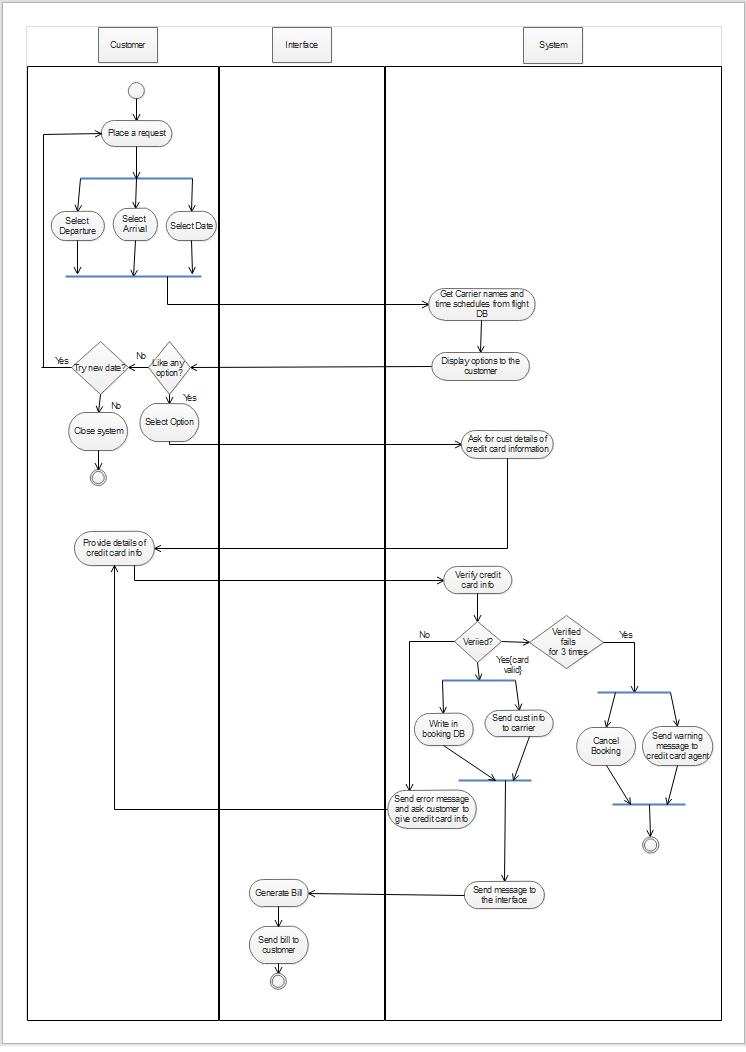 Customer
Interface
System
Place a request
Select
Departure
Select
Arrival
Select Date
Get Carrier names and
time schedules from flight
DB
Yes
Try new date?
No
Like any
option?
Display options to the
customer
Yes
No
Close system
Select Option
Ask for cust details of
credit card information
Provide details of
credit card info
Verify credit
card info
No
Veriied?
Yes{card
valid}
Verified
fails
for 3 times
Yes
Write in
booking DB
Send cust info
to carrier
Cancel
Booking
Send warning
message to
credit card agent
Send error message
and ask customer to
give credit card info
Generate Bill
Send message to
the interface
Send bill to
customer